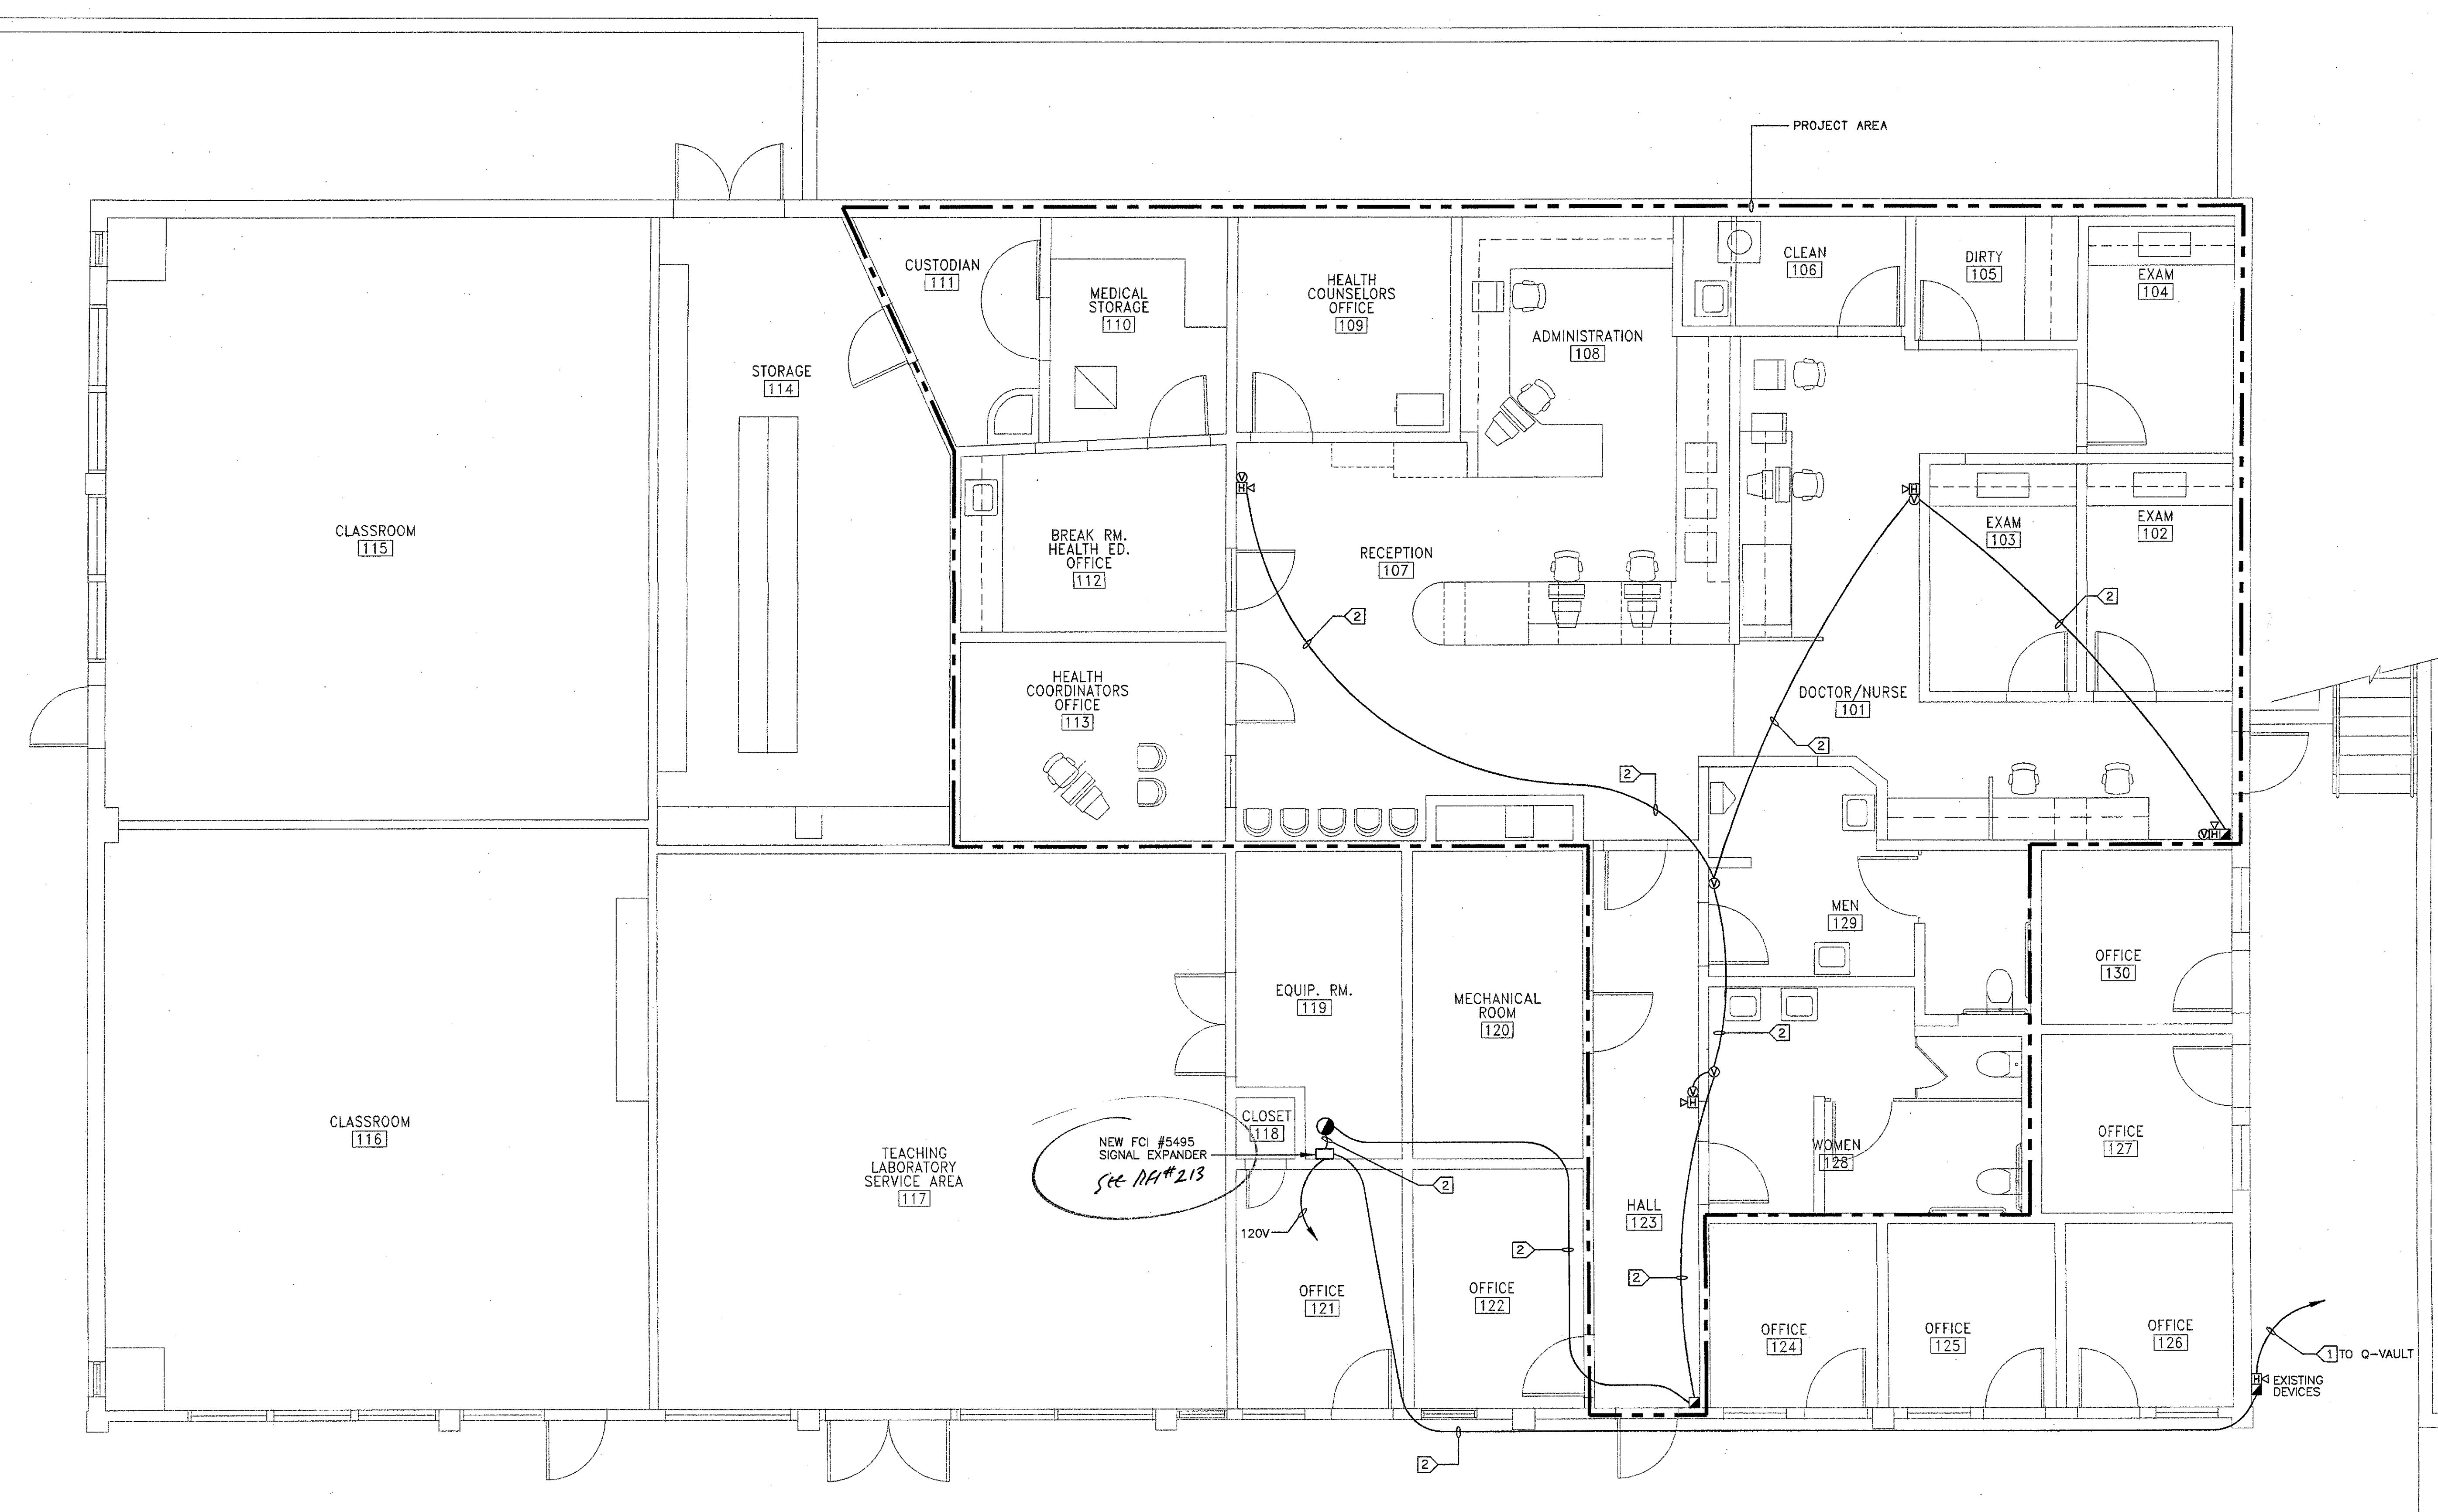 PROJECT AREA
CUSTODIAN
111
MEDICAL
STORAGE
110
HEALTH
COUNSELORS
OFFICE
109
ADMINISTRATION
108
CLEAN
106
DIRTY
105
EXAM
104
STORAGE
114
CLASSROOM
115
BREAK RM.
HEALTH ED.
OFFICE
112
RECEPTION
107
EXAM
103
EXAM
102
V
H
H
V
2
2
HEALTH
COORDINATORS
OFFICE
113
DOCTOR/NURSE
101
2
2
V H
V
MEN
129
OFFICE
130
EQUIP. RM.
119
MECHANICAL
ROOM
120
2
V
V
H
CLASSROOM
116
TEACHING
LABORATORY
SERVICE AREA
117
CLOSET
118
NEW FCI #5495
SIGNAL EXPANDER
See RFI #213
2
120V
WOMEN
128
OFFICE
127
HALL
123
2
2
OFFICE
121
OFFICE
122
OFFICE
124
OFFICE
125
OFFICE
126
1 TO Q-VAULT
H
EXISTING
DEVICES
2